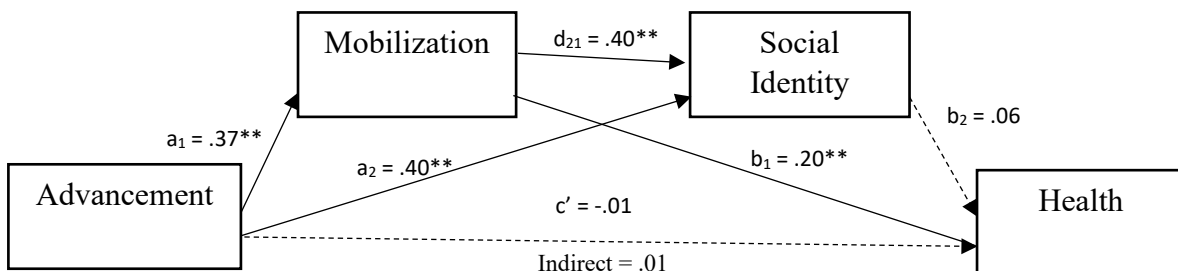 Mobilization
d21 = .40**
Social
Identity
a1 = .37**
a2 = .40**
b1 = .20**
b2 = .06
Advancement
c’ = -.01
Health
Indirect = .01